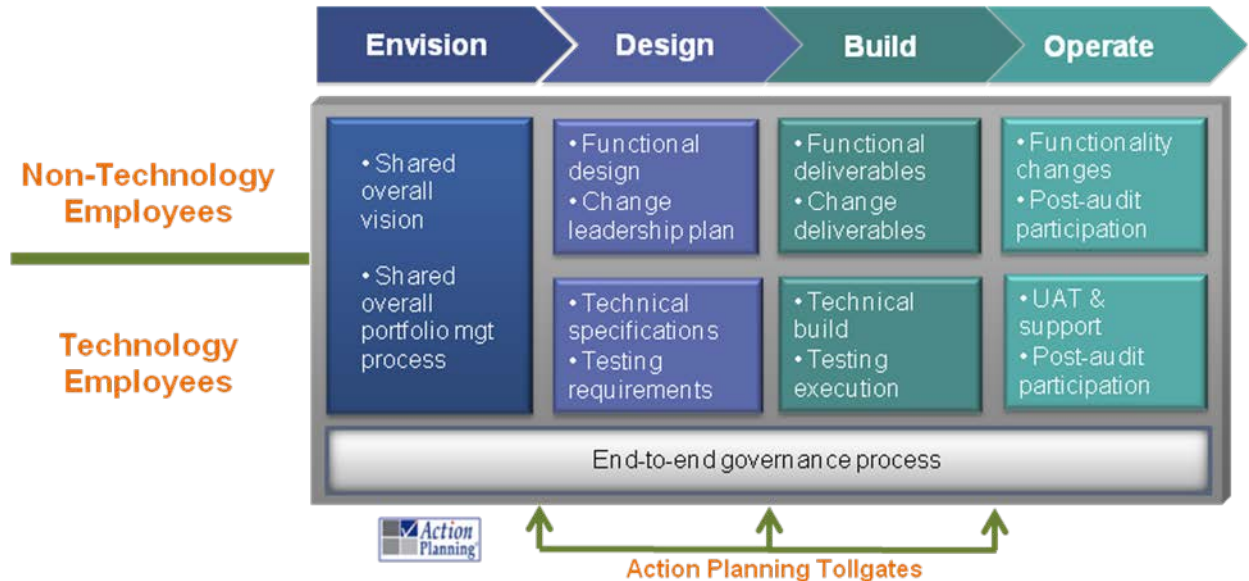 Envision
Design
Build
Operate
Non-Technology
Employees
Technology
Employees
• Shared
overall
vision
• Shared
overall
portfolio mgt
process
• Functional
design
• Change
leadership plan
• Functional
deliverables
• Change
deliverables
• Functionality
changes
• Post-audit
participation
• Technical
specifications
• Testing
requirements
• Technical
build
• Testing
execution
• UAT &
support
• Post-audit
participation
End-to-end governance process
Action
Planning®
Action Planning Tollgates